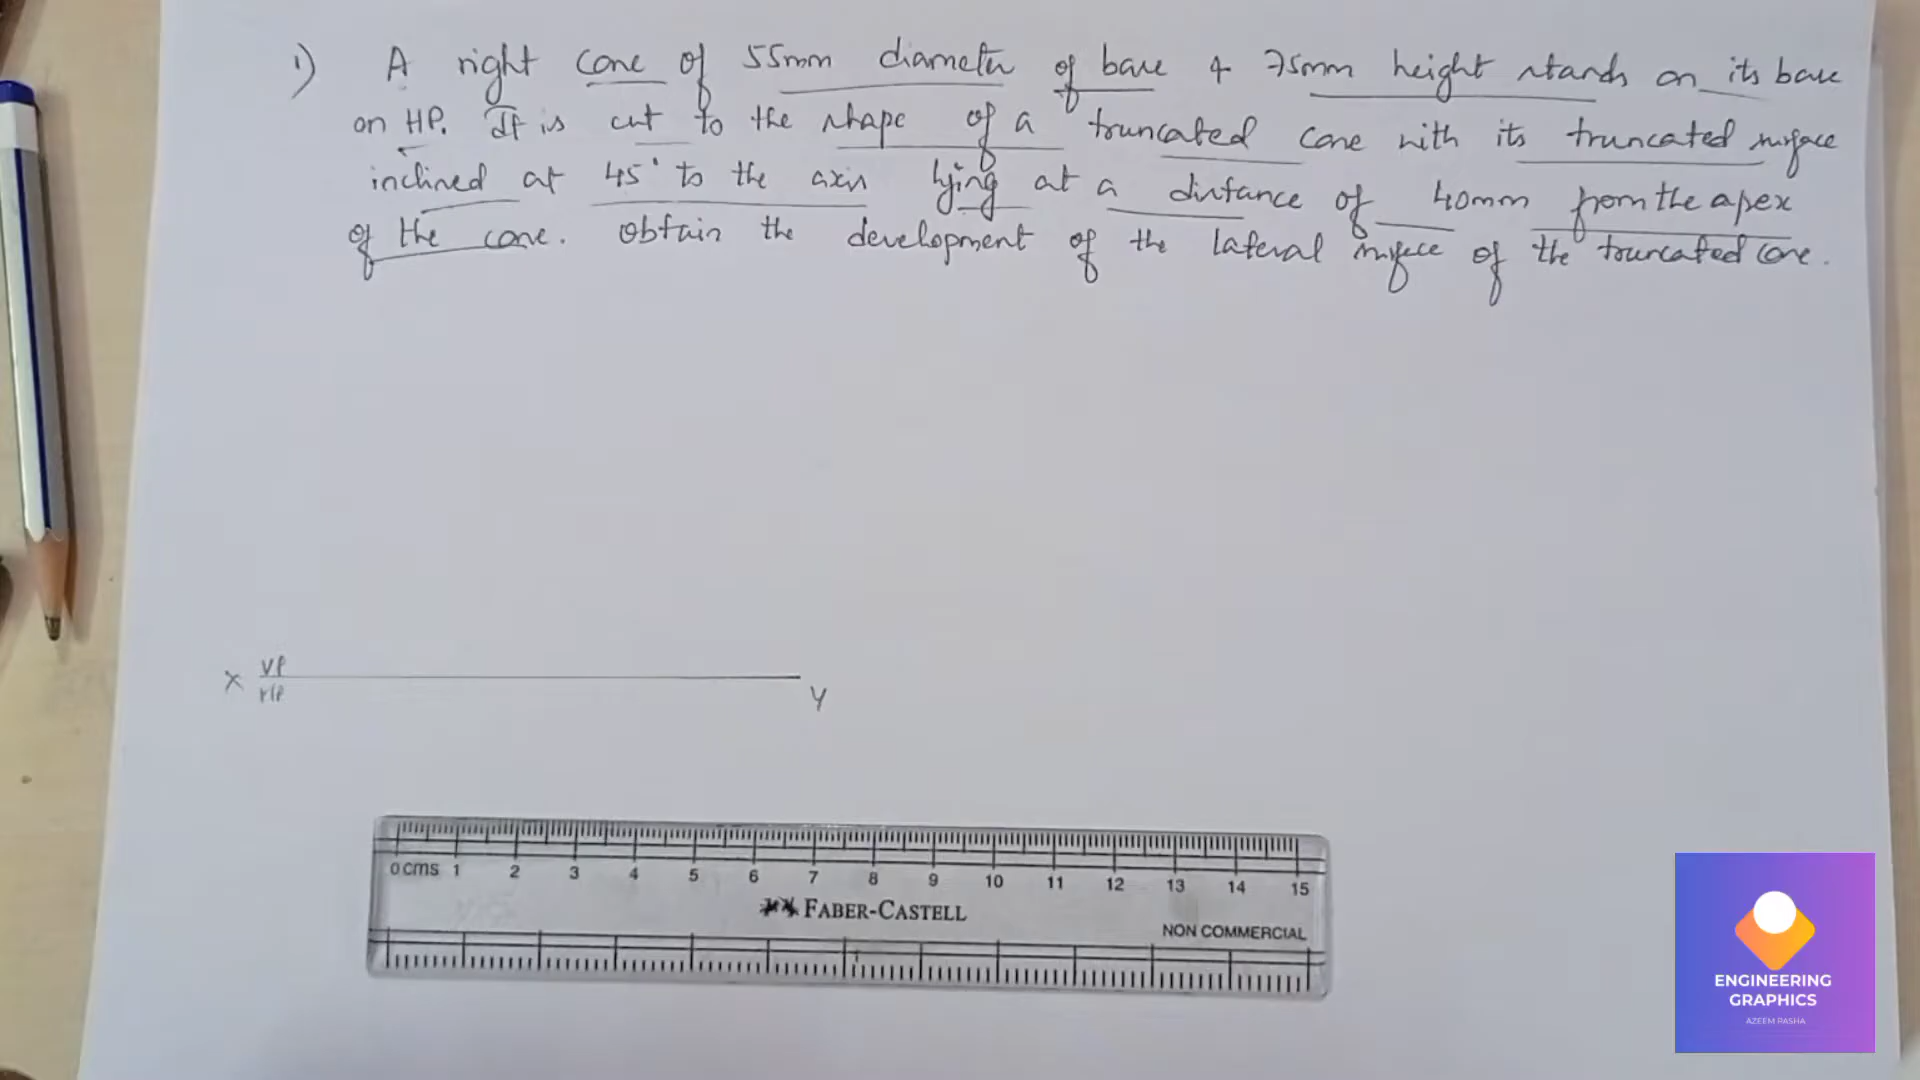 1) A right cone of 55mm diameter of base & 75mm height stands on its base
on HP. It is cut to the shape of a truncated cone with its truncated surface
inclined at 45° to the axis lying at a distance of 40mm from the apex
of the cone. Obtain the development of the lateral surface of the truncated cone.
X VP
HP
Y
0 cms 1 2 3 4 5 6 7 8 9 10 11 12 13 14 15
FABER-CASTELL
NON COMMERCIAL
ENGINEERING
GRAPHICS
AZEEM PASHA